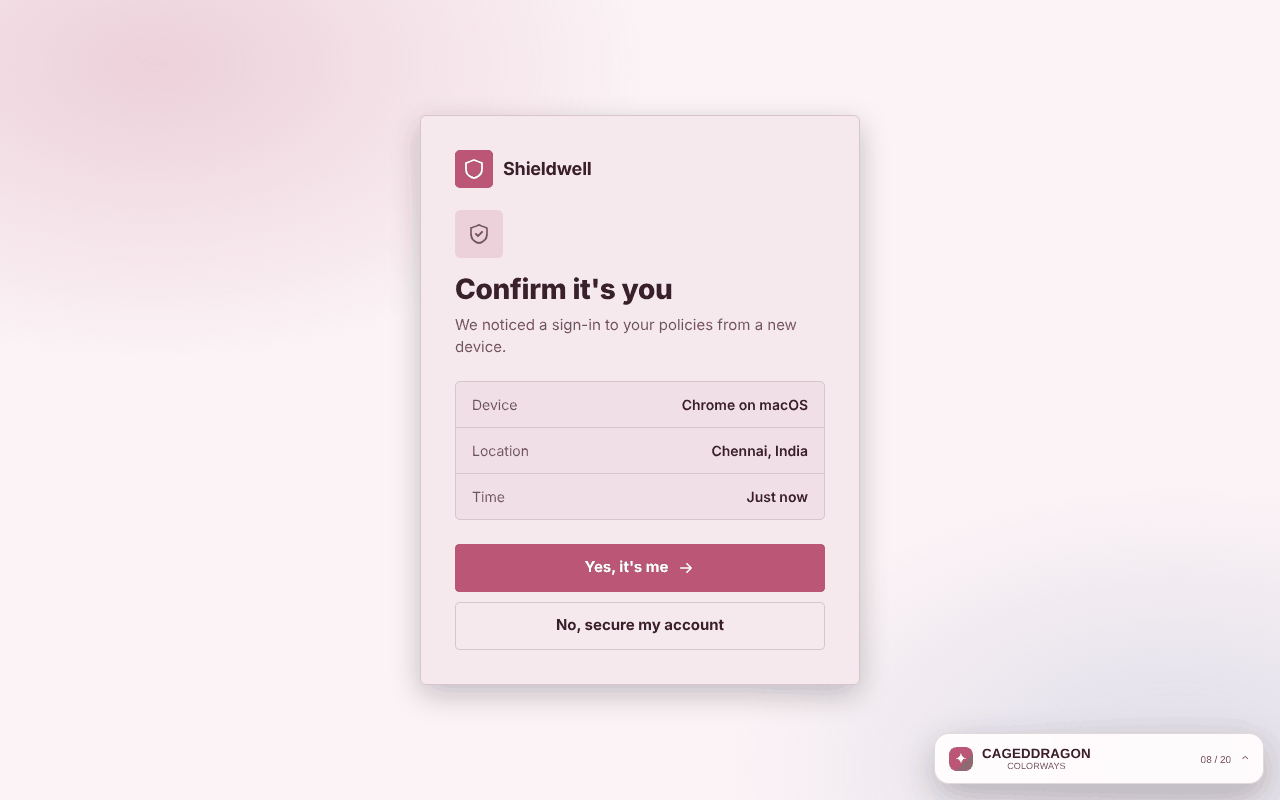 Shieldwell
Confirm it's you
We noticed a sign-in to your policies from a new
device.
Device Chrome on macOS
Location Chennai, India
Time Just now
Yes, it's me →
No, secure my account
CAGEDDRAGON
COLORWAYS
08 / 20